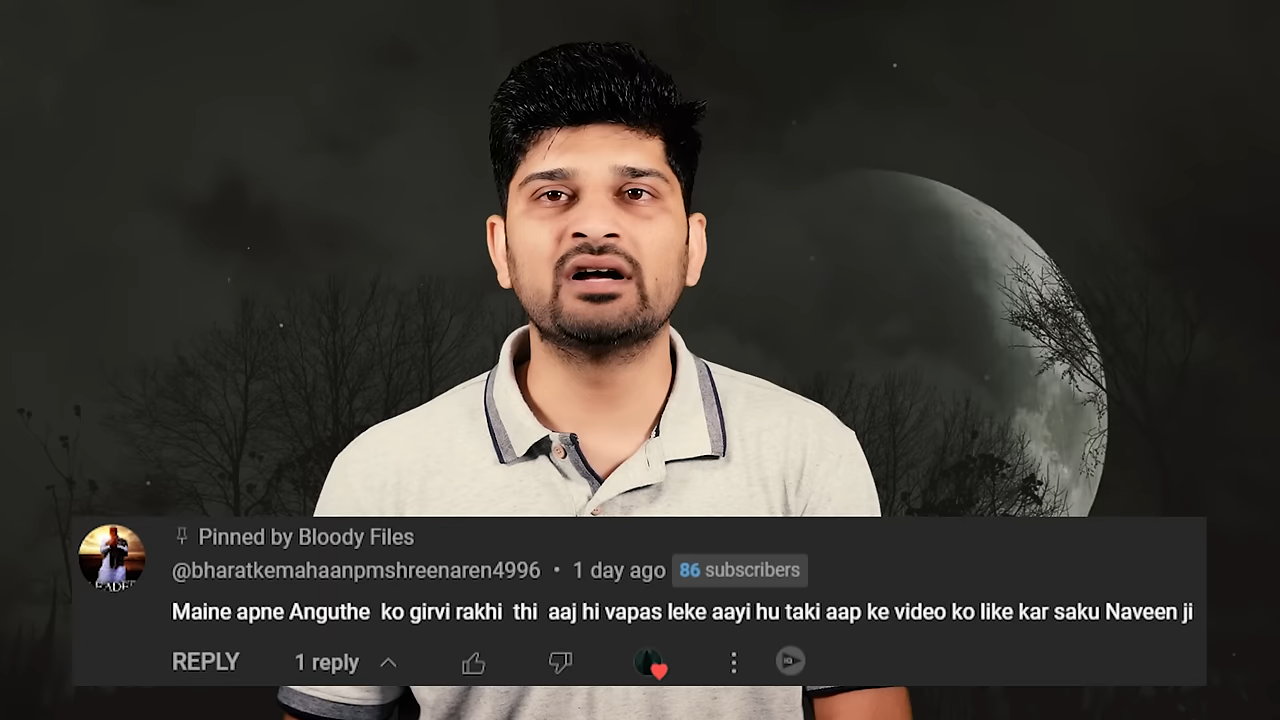 Pinned by Bloody Files
@bharatkemahaanpmshreenaren4996 • 1 day ago 86 subscribers
Maine apne Anguthe ko girvi rakhi thi aaj hi vapas leke aayi hu taki aap ke video ko like kar saku Naveen ji
REPLY 1 reply
IQ